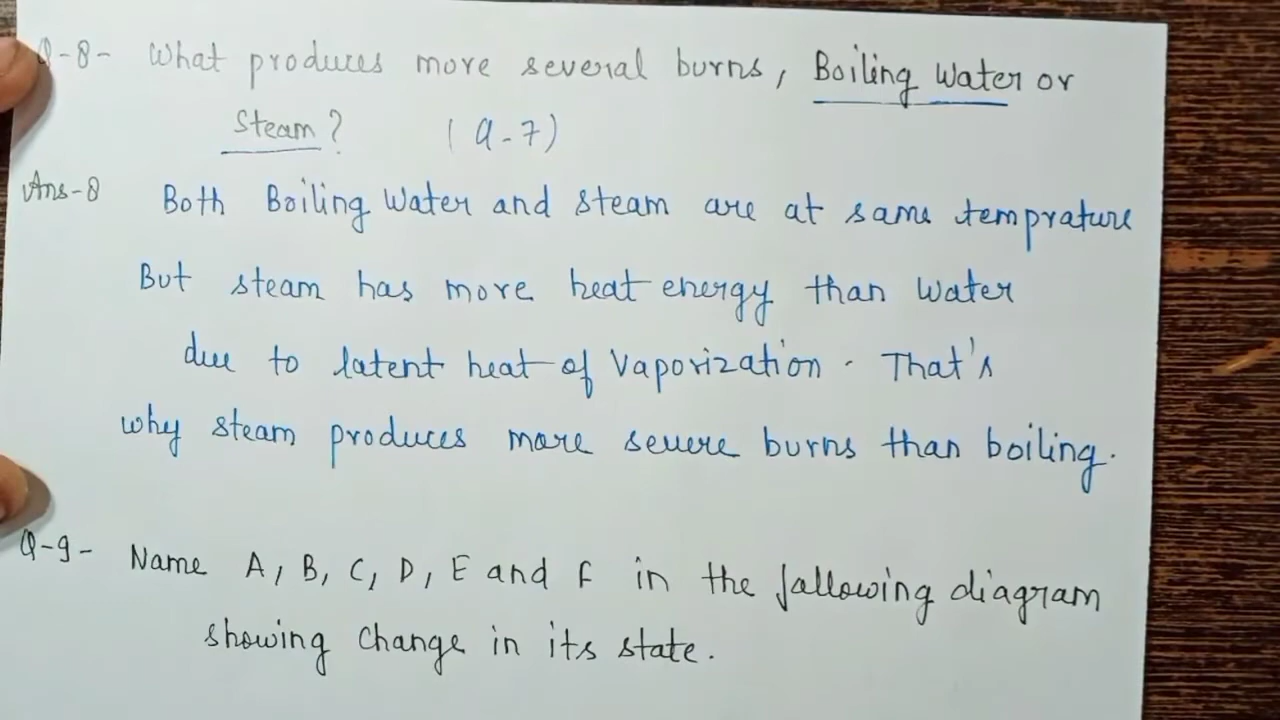 Q-8- What produces more several burns, Boiling Water or
Steam? (Q-7)
Ans-8 Both Boiling Water and steam are at same temprature
But steam has more heat energy than Water
due to latent heat of Vaporization. That's
why steam produces more severe burns than boiling.
Q-9- Name A, B, C, D, E and F in the fallowing diagram
showing change in its state.